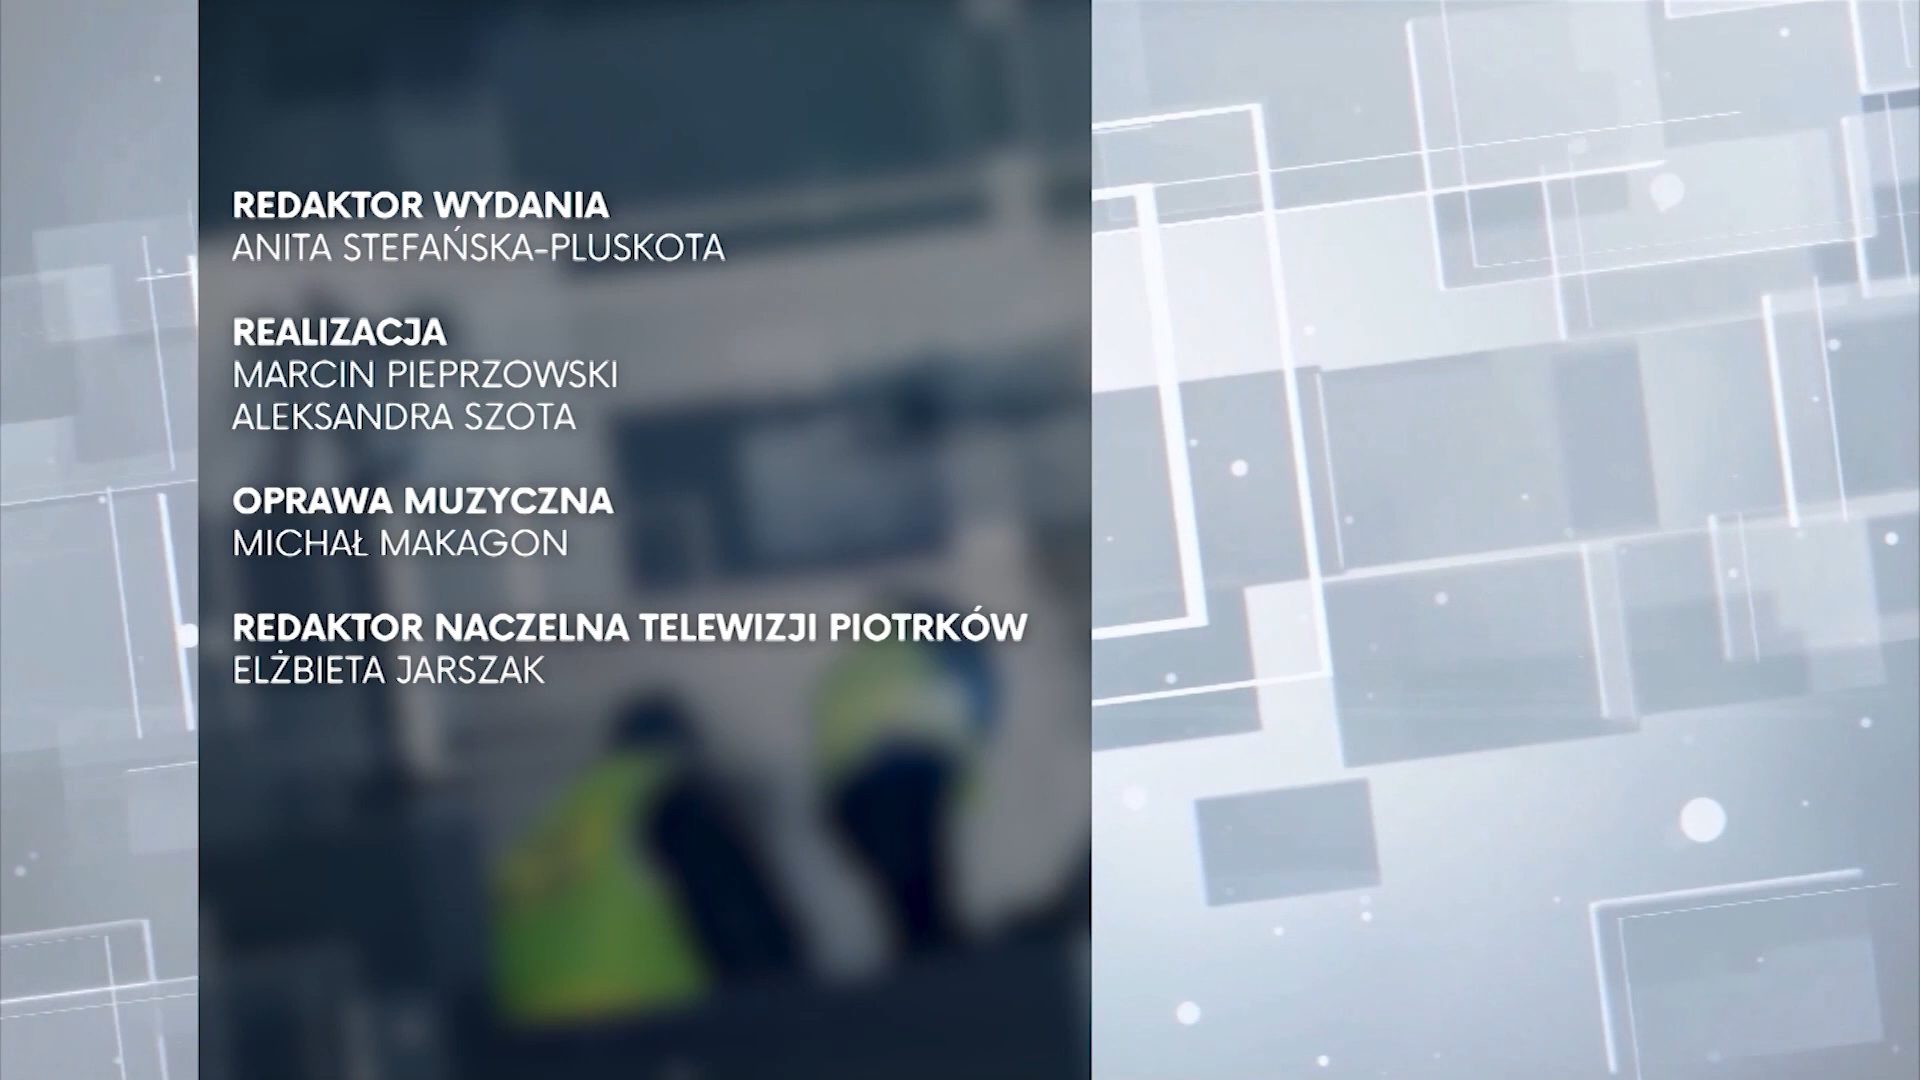 REDAKTOR WYDANIA
ANITA STEFAŃSKA-PLUSKOTA
REALIZACJA
MARCIN PIEPRZOWSKI
ALEKSANDRA SZOTA
OPRAWA MUZYCZNA
MICHAŁ MAKAGON
REDAKTOR NACZELNA TELEWIZJI PIOTRKÓW
ELŻBIETA JARSZAK